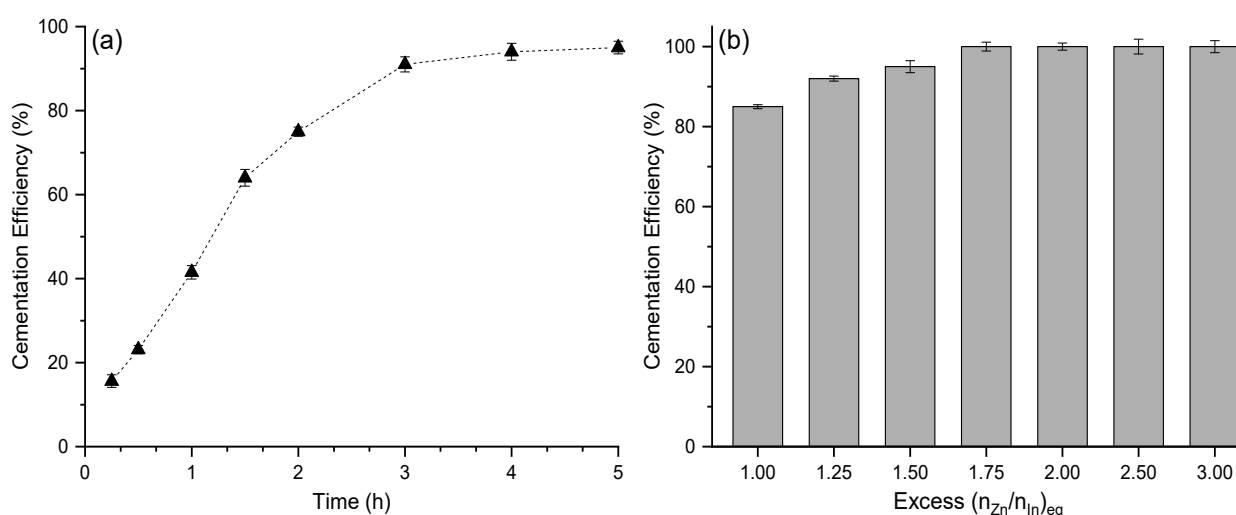 (a)
Cementation Efficiency (%)
100
80
60
40
20
0
0 1 2 3 4 5
Time (h)
(b)
Cementation Efficiency (%)
100
80
60
40
20
0
1.00 1.25 1.50 1.75 2.00 2.50 3.00
Excess (nZn/nIn)eq